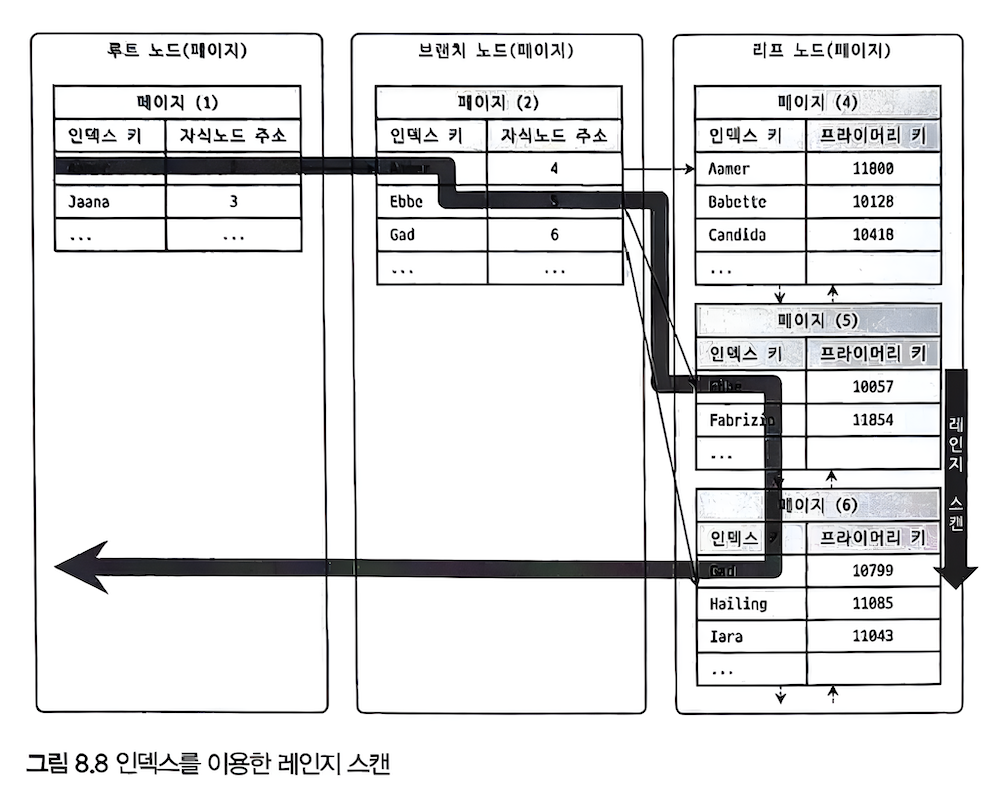 루트 노드(페이지)
브랜치 노드(페이지)
리프 노드(페이지)
페이지 (1)
인덱스 키 자식노드 주소
Jaana 3
... ...
페이지 (2)
인덱스 키 자식노드 주소
4
Ebbe 5
Gad 6
... ...
페이지 (4)
인덱스 키 프라이머리 키
Aamer 11800
Babette 10128
Candida 10418
...
페이지 (5)
인덱스 키 프라이머리 키
10057
Fabrizio 11854
...
페이지 (6)
인덱스 키 프라이머리 키
Gad 10799
Hailing 11085
Iara 11043
...
레인지 스캔
그림 8.8 인덱스를 이용한 레인지 스캔